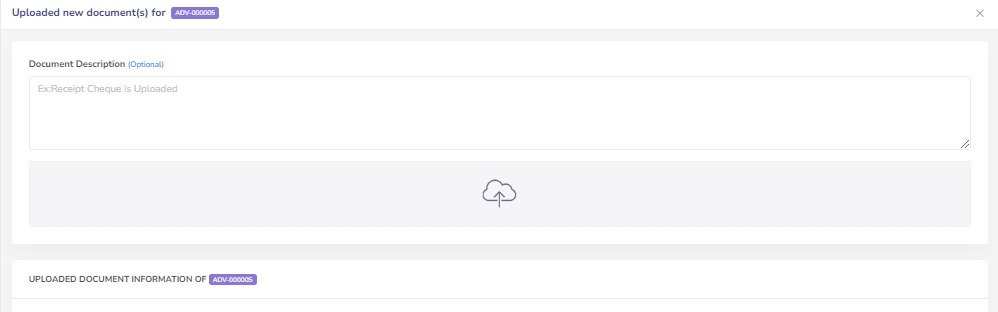 Uploaded new document(s) for ADV-000005
Document Description (Optional)
Ex:Receipt Cheque is Uploaded
UPLOADED DOCUMENT INFORMATION OF ADV-000005